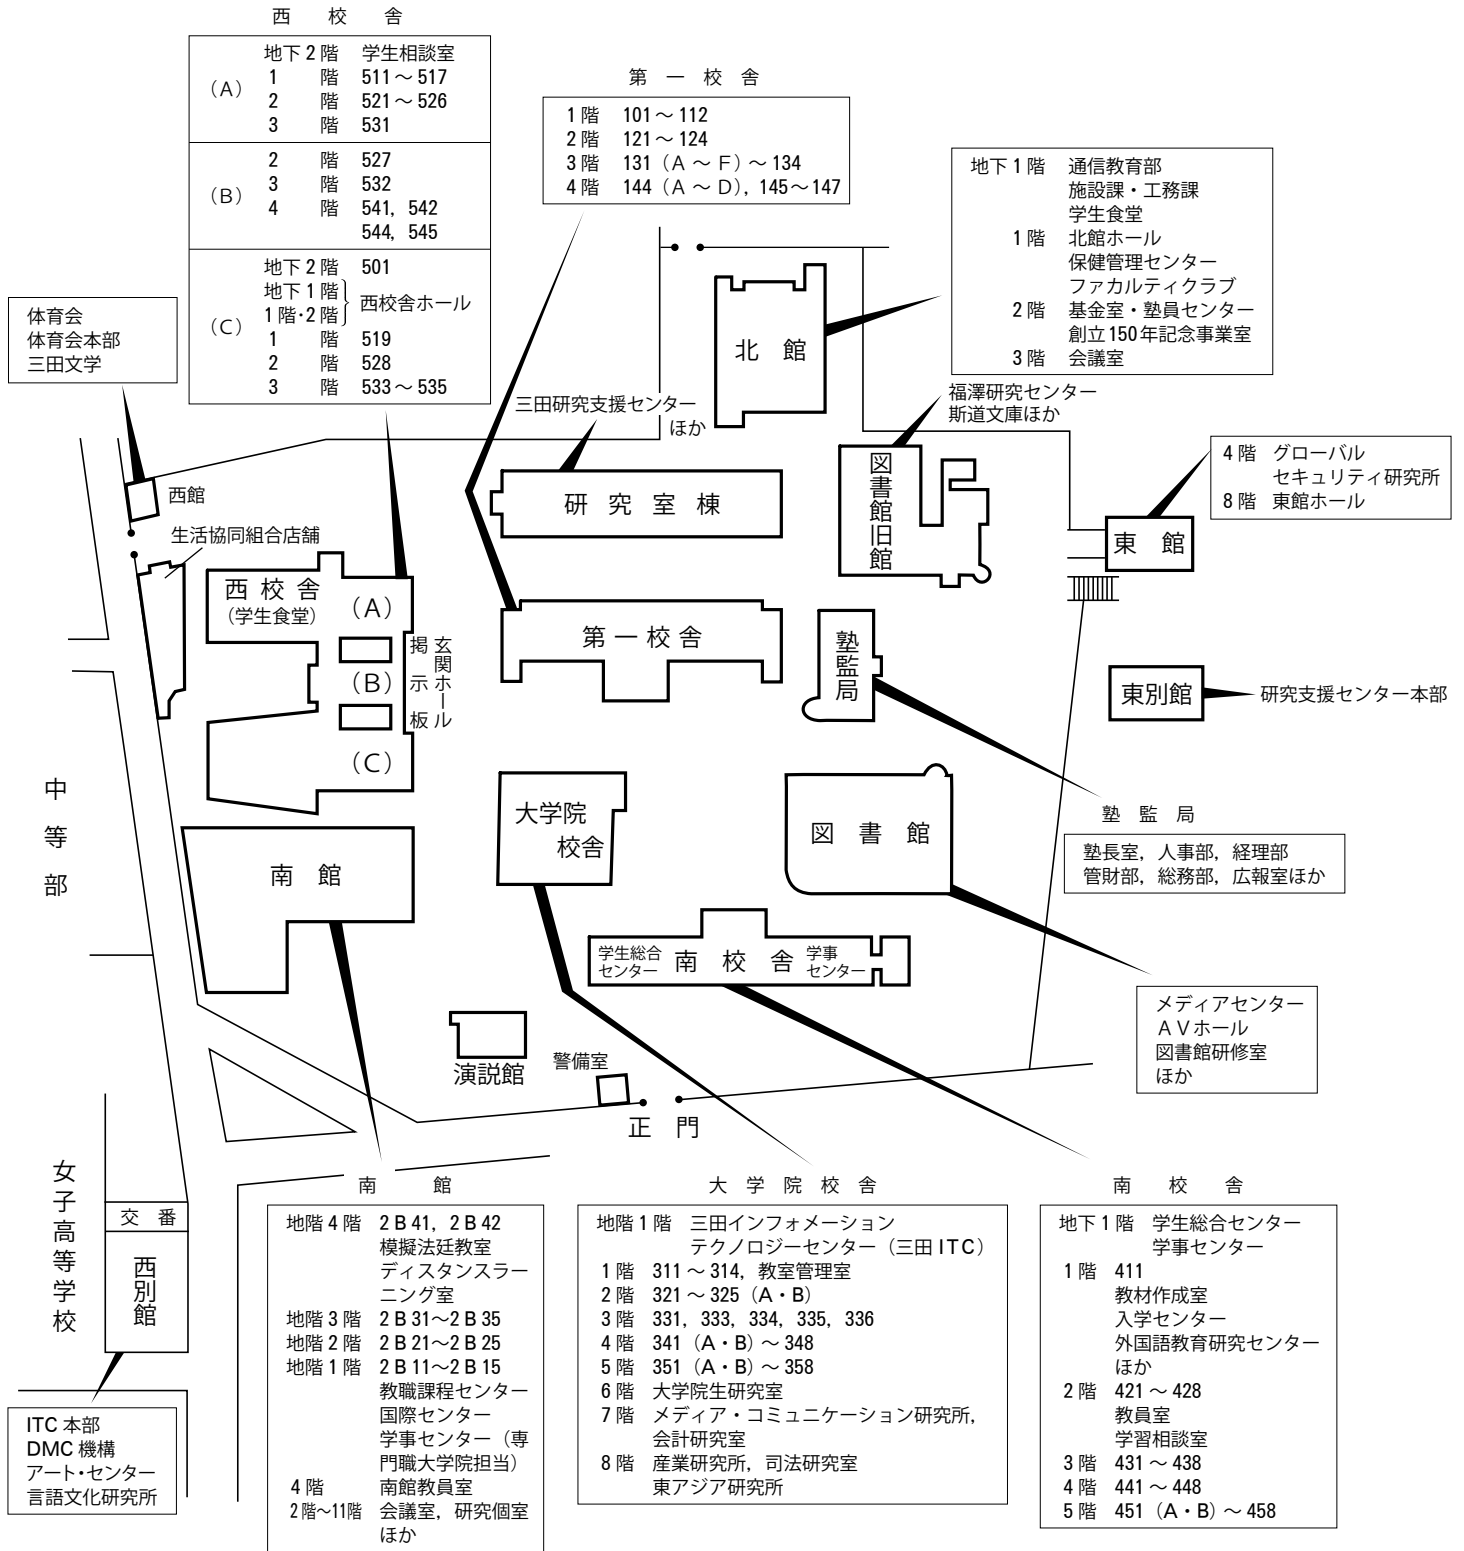 西校舎
(A) 地下2階 学生相談室
1階 511～517
2階 521～526
3階 531
(B) 2階 527
3階 532
4階 541, 542
544, 545
(C) 地下2階 501
地下1階
1階･2階 西校舎ホール
1階 519
2階 528
3階 533～535
第一校舎
1階 101～112
2階 121～124
3階 131（A～F）～134
4階 144（A～D），145～147
地下1階 通信教育部
施設課・工務課
学生食堂
1階 北館ホール
保健管理センター
ファカルティクラブ
2階 基金室・塾員センター
創立150年記念事業室
3階 会議室
体育会
体育会本部
三田文学
北館
三田研究支援センター
ほか
福澤研究センター
斯道文庫ほか
4階 グローバル
セキュリティ研究所
8階 東館ホール
西館
生活協同組合店舗
研究室棟
図書館旧館
東館
西校舎
（学生食堂）
（A）
（B）
（C）
掲示板
玄関ホール
第一校舎
塾監局
東別館
研究支援センター本部
中等部
大学院
校舎
図書館
塾監局
塾長室，人事部，経理部
管財部，総務部，広報室ほか
南館
学生総合
センター
南校舎
学事
センター
メディアセンター
ＡＶホール
図書館研修室
ほか
演説館
警備室
正門
女子高等学校
交番
西別館
ITC本部
DMC機構
アート・センター
言語文化研究所
南館
地階4階 2B41，2B42
模擬法廷教室
ディスタンスラー
ニング室
地階3階 2B31～2B35
地階2階 2B21～2B25
地階1階 2B11～2B15
教職課程センター
国際センター
学事センター（専
門職大学院担当）
4階 南館教員室
2階～11階 会議室，研究個室
ほか
大学院校舎
地階1階 三田インフォメーション
テクノロジーセンター（三田ITC）
1階 311～314，教室管理室
2階 321～325（A・B）
3階 331，333，334，335，336
4階 341（A・B）～348
5階 351（A・B）～358
6階 大学院生研究室
7階 メディア・コミュニケーション研究所，
会計研究室
8階 産業研究所，司法研究室
東アジア研究所
南校舎
地下1階 学生総合センター
学事センター
1階 411
教材作成室
入学センター
外国語教育研究センター
ほか
2階 421～428
教員室
学習相談室
3階 431～438
4階 441～448
5階 451（A・B）～458